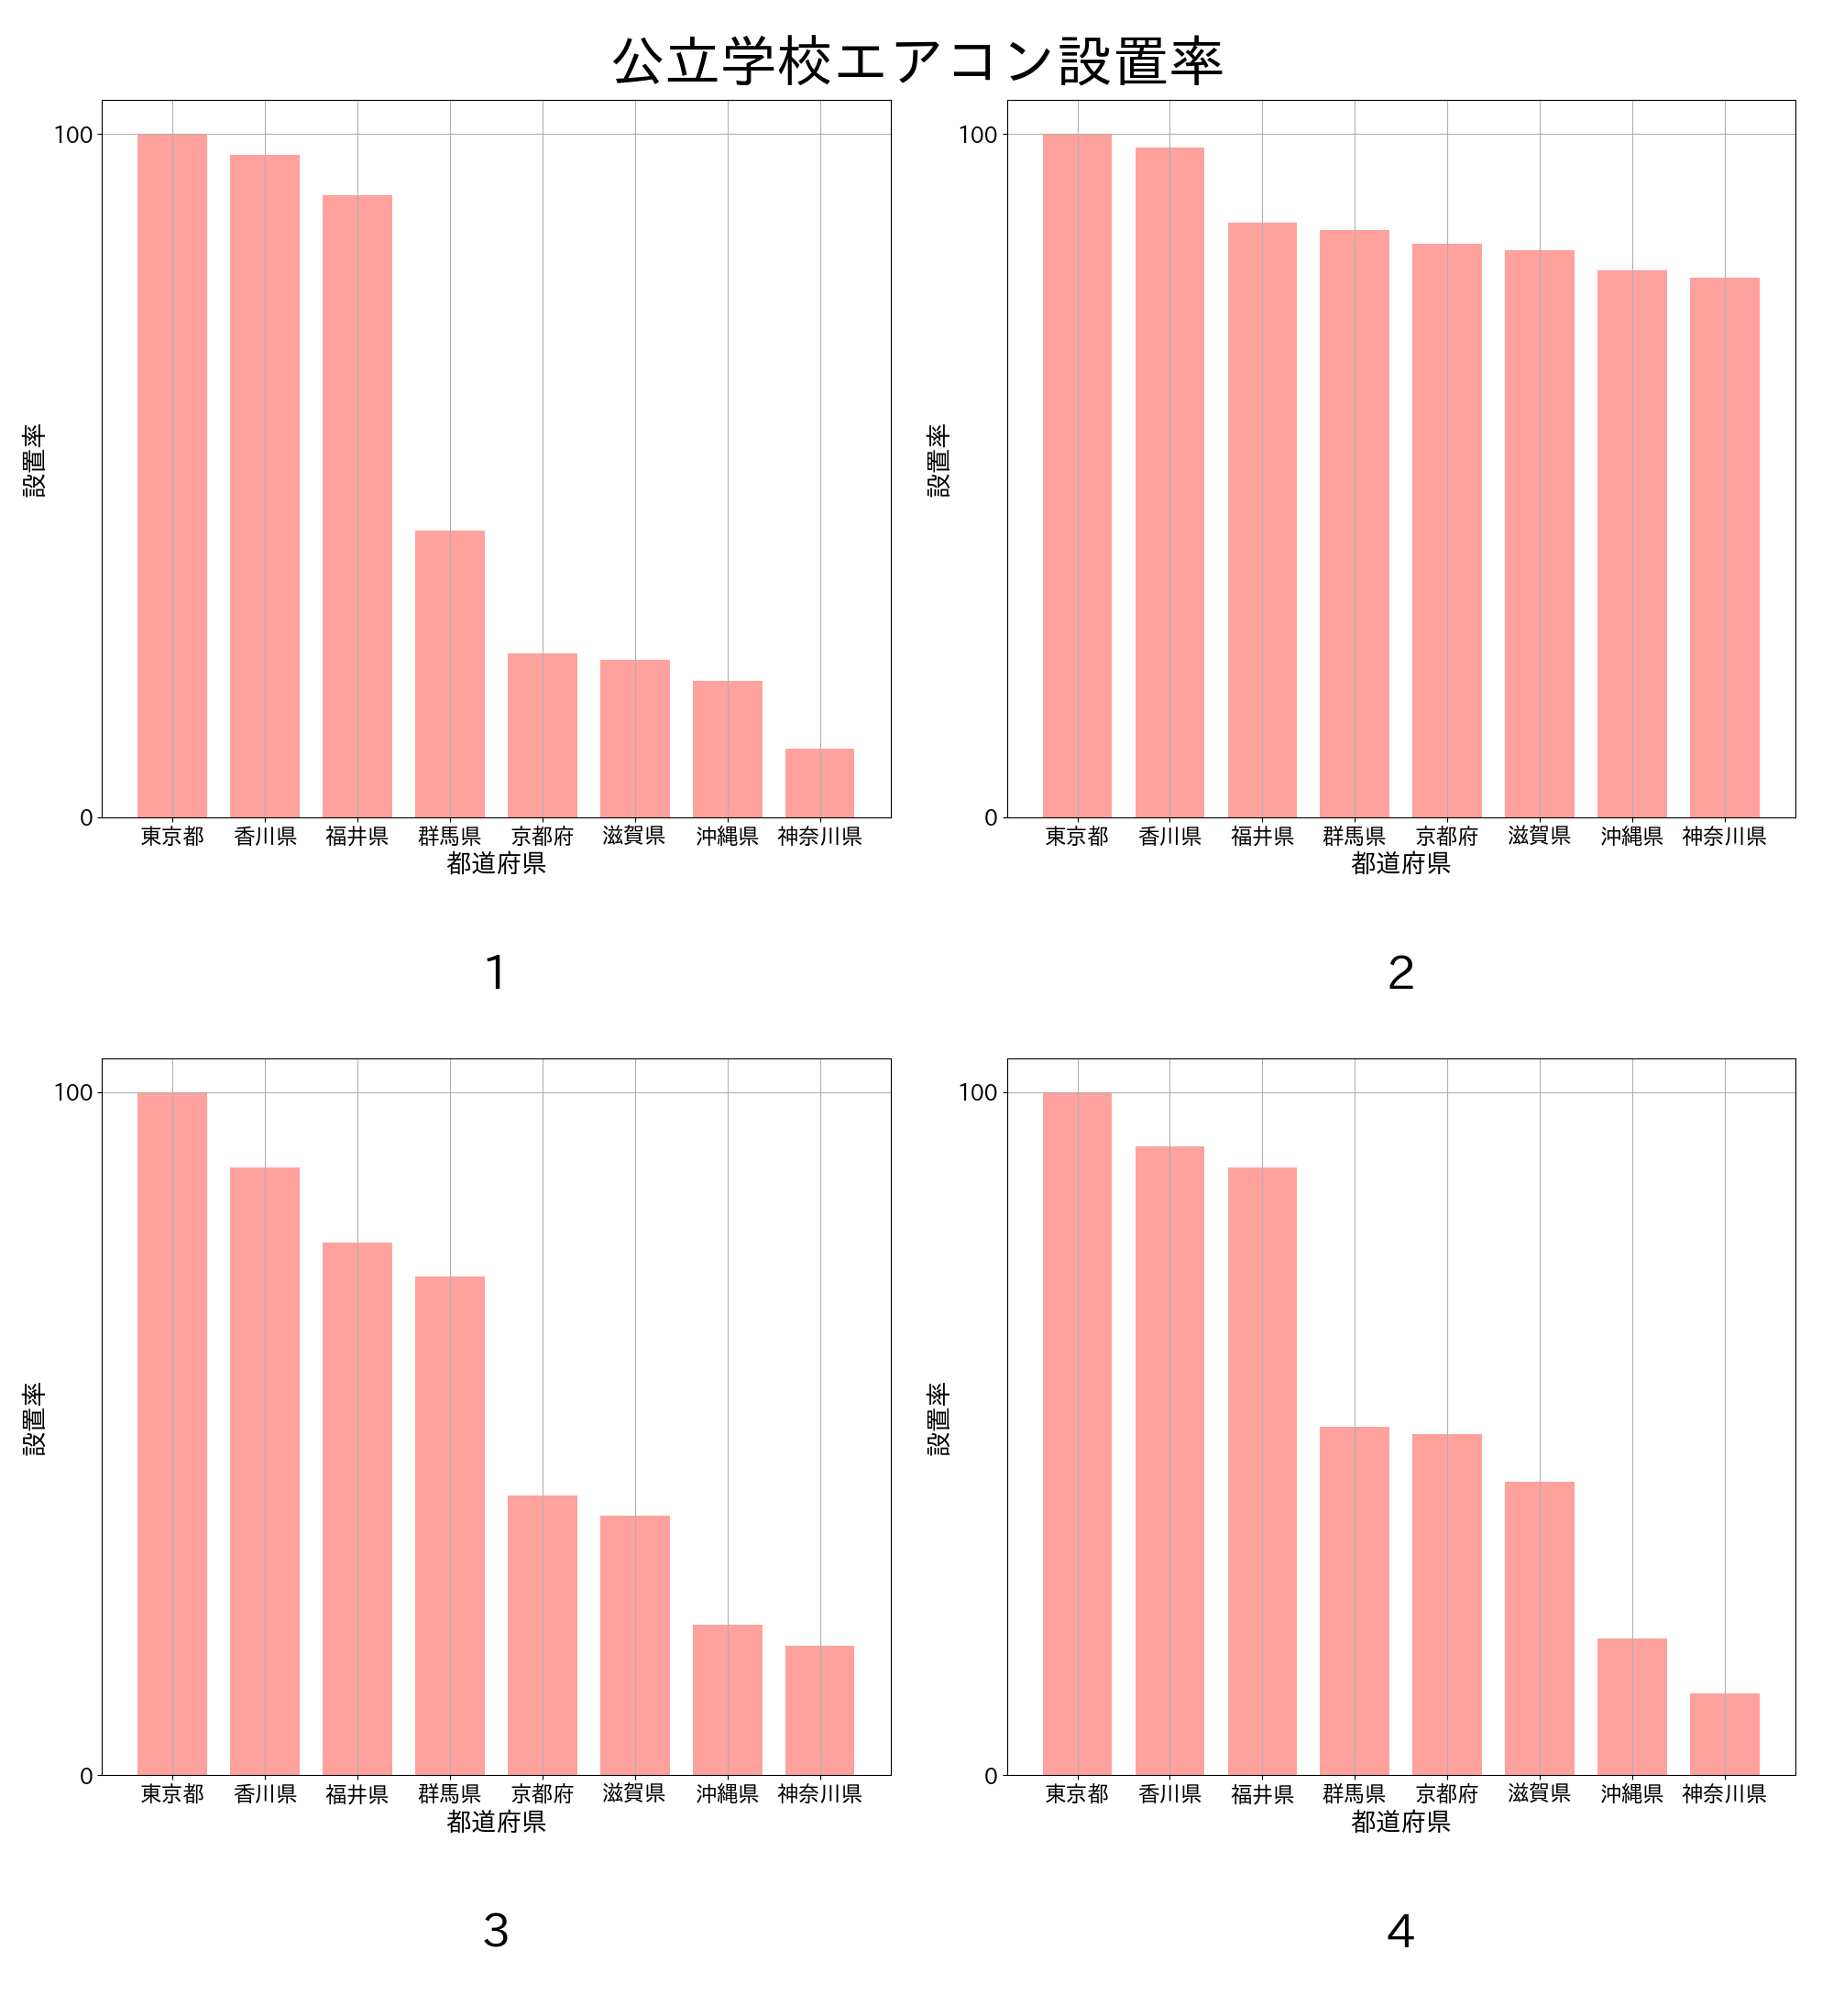 公立学校エアコン設置率
100
0
設置率
東京都 香川県 福井県 群馬県 京都府 滋賀県 沖縄県 神奈川県
都道府県
1
100
0
設置率
東京都 香川県 福井県 群馬県 京都府 滋賀県 沖縄県 神奈川県
都道府県
2
100
0
設置率
東京都 香川県 福井県 群馬県 京都府 滋賀県 沖縄県 神奈川県
都道府県
3
100
0
設置率
東京都 香川県 福井県 群馬県 京都府 滋賀県 沖縄県 神奈川県
都道府県
4